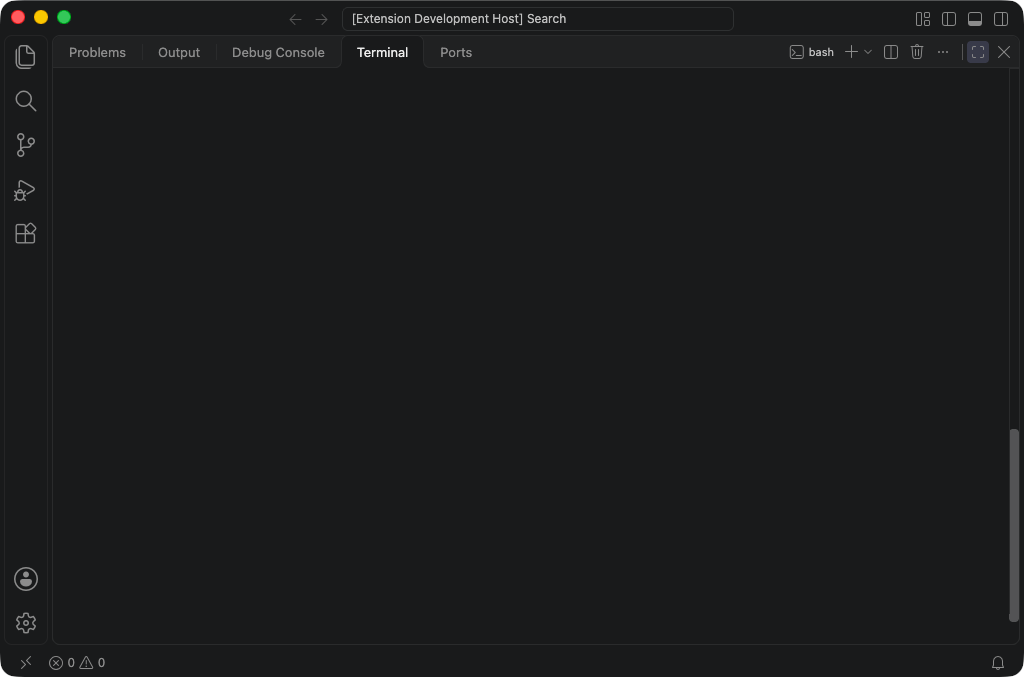 [Extension Development Host] Search
Problems Output Debug Console Terminal Ports bash
0 0